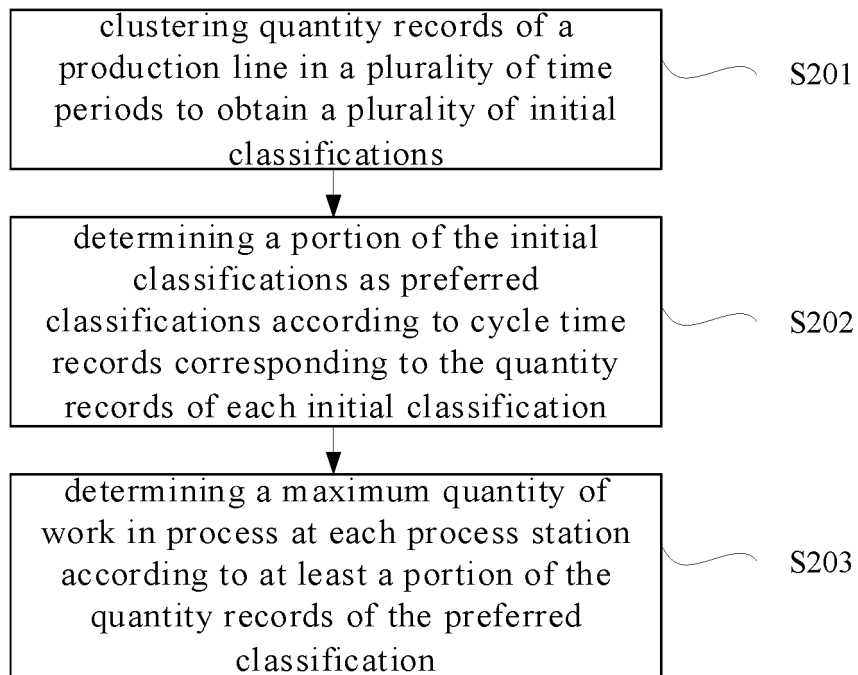 clustering quantity records of a
production line in a plurality of time
periods to obtain a plurality of initial
classifications
S201
determining a portion of the initial
classifications as preferred
classifications according to cycle time
records corresponding to the quantity
records of each initial classification
S202
determining a maximum quantity of
work in process at each process station
according to at least a portion of the
quantity records of the preferred
classification
S203